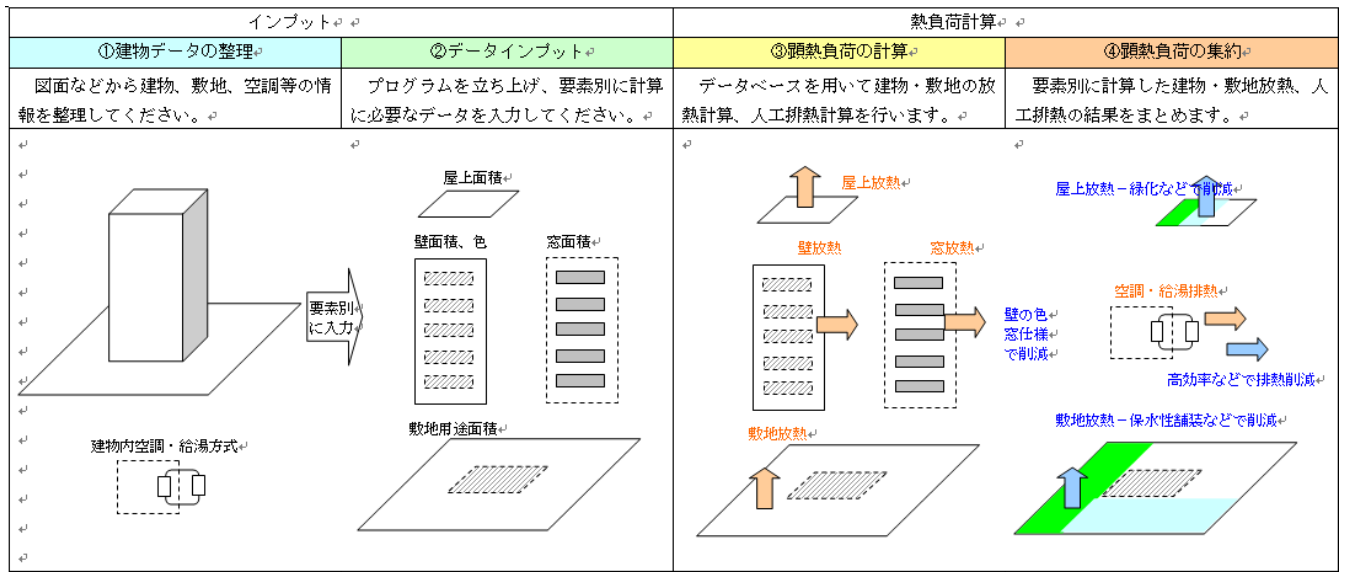 インプット
熱負荷計算
①建物データの整理
②データインプット
③顕熱負荷の計算
④顕熱負荷の集約
図面などから建物、敷地、空調等の情
報を整理してください。
プログラムを立ち上げ、要素別に計算
に必要なデータを入力してください。
データベースを用いて建物・敷地の放
熱計算、人工排熱計算を行います。
要素別に計算した建物・敷地放熱、人
工排熱の結果をまとめます。
要素別
に入力
建物内空調・給湯方式
屋上面積
壁面積、色
窓面積
敷地用途面積
屋上放熱
壁放熱
窓放熱
敷地放熱
屋上放熱－緑化などで削減
空調・給湯排熱
壁の色
窓仕様
で削減
高効率などで排熱削減
敷地放熱－保水性舗装などで削減